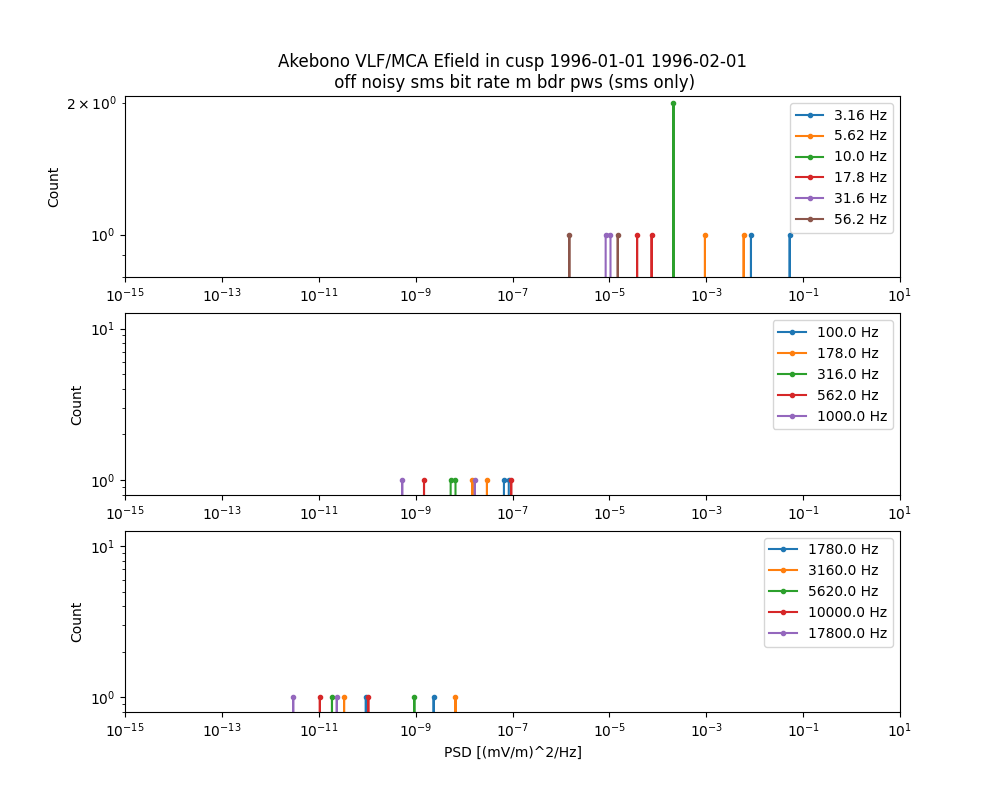 Akebono VLF/MCA Efield in cusp 1996-01-01 1996-02-01
off noisy sms bit rate m bdr pws (sms only)
2 × 10⁰
10⁰
Count
3.16 Hz
5.62 Hz
10.0 Hz
17.8 Hz
31.6 Hz
56.2 Hz
10⁻¹⁵ 10⁻¹³ 10⁻¹¹ 10⁻⁹ 10⁻⁷ 10⁻⁵ 10⁻³ 10⁻¹ 10¹
10¹
10⁰
Count
100.0 Hz
178.0 Hz
316.0 Hz
562.0 Hz
1000.0 Hz
10⁻¹⁵ 10⁻¹³ 10⁻¹¹ 10⁻⁹ 10⁻⁷ 10⁻⁵ 10⁻³ 10⁻¹ 10¹
10¹
10⁰
Count
1780.0 Hz
3160.0 Hz
5620.0 Hz
10000.0 Hz
17800.0 Hz
10⁻¹⁵ 10⁻¹³ 10⁻¹¹ 10⁻⁹ 10⁻⁷ 10⁻⁵ 10⁻³ 10⁻¹ 10¹
PSD [(mV/m)^2/Hz]